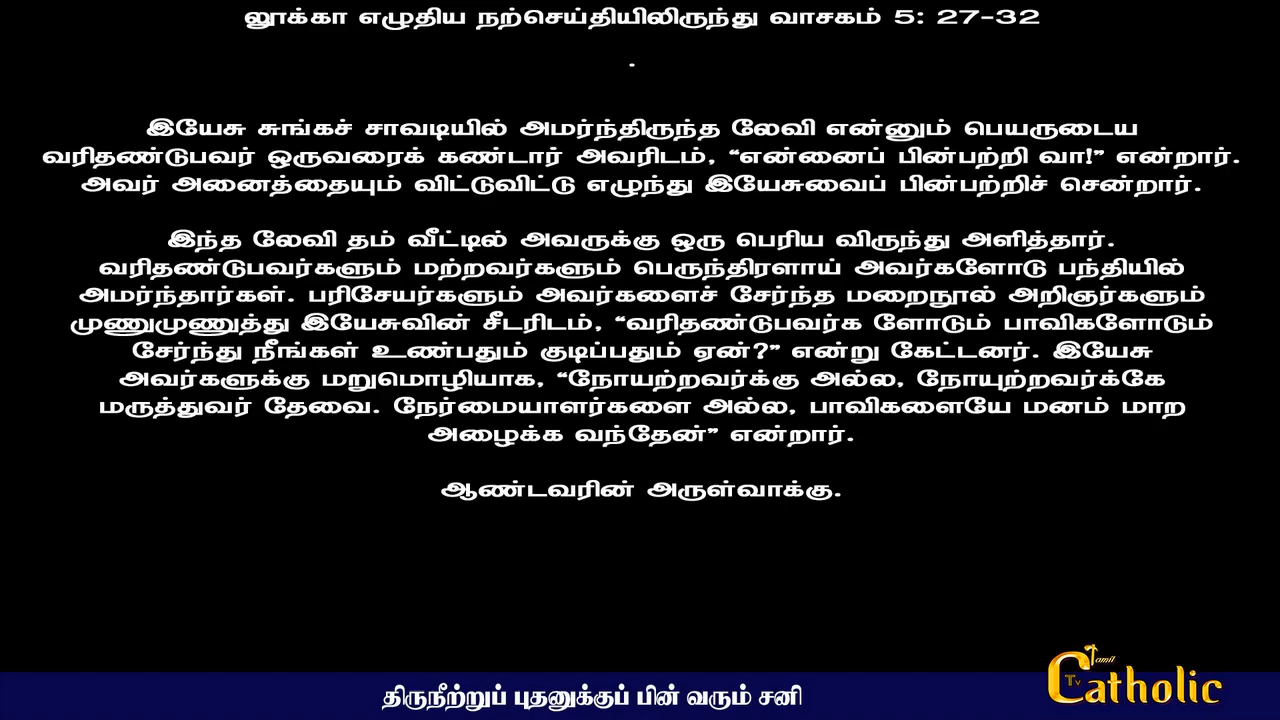 லூக்கா எழுதிய நற்செய்தியிலிருந்து வாசகம் 5: 27-32
.
இயேசு சுங்கச் சாவடியில் அமர்ந்திருந்த லேவி என்னும் பெயருடைய
வரிதண்டுபவர் ஒருவரைக் கண்டார் அவரிடம், “என்னைப் பின்பற்றி வா!” என்றார்.
அவர் அனைத்தையும் விட்டுவிட்டு எழுந்து இயேசுவைப் பின்பற்றிச் சென்றார்.
இந்த லேவி தம் வீட்டில் அவருக்கு ஒரு பெரிய விருந்து அளித்தார்.
வரிதண்டுபவர்களும் மற்றவர்களும் பெருந்திரளாய் அவர்களோடு பந்தியில்
அமர்ந்தார்கள். பரிசேயர்களும் அவர்களைச் சேர்ந்த மறைநூல் அறிஞர்களும்
முணுமுணுத்து இயேசுவின் சீடரிடம், “வரிதண்டுபவர்க ளோடும் பாவிகளோடும்
சேர்ந்து நீங்கள் உண்பதும் குடிப்பதும் ஏன்?” என்று கேட்டனர். இயேசு
அவர்களுக்கு மறுமொழியாக, “நோயற்றவர்க்கு அல்ல, நோயுற்றவர்க்கே
மருத்துவர் தேவை. நேர்மையாளர்களை அல்ல, பாவிகளையே மனம் மாற
அழைக்க வந்தேன்” என்றார்.
ஆண்டவரின் அருள்வாக்கு.
திருநீற்றுப் புதனுக்குப் பின் வரும் சனி
Tamil
Catholic
Tv